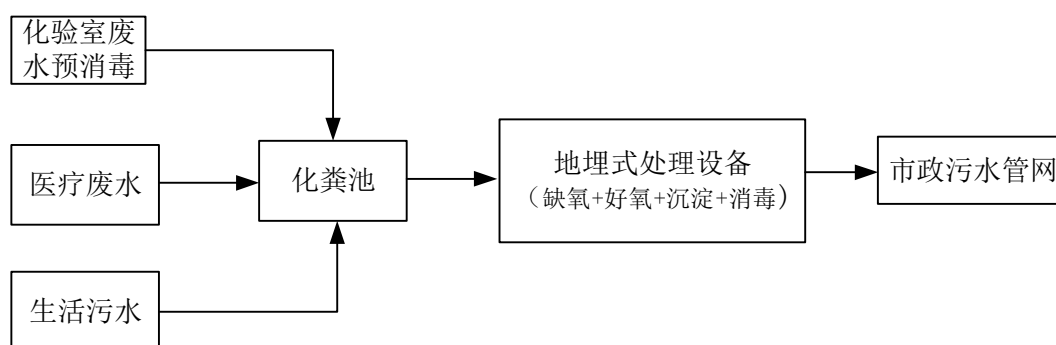 化验室废
水预消毒
医疗废水
生活污水
化粪池
地埋式处理设备
（缺氧+好氧+沉淀+消毒）
市政污水管网